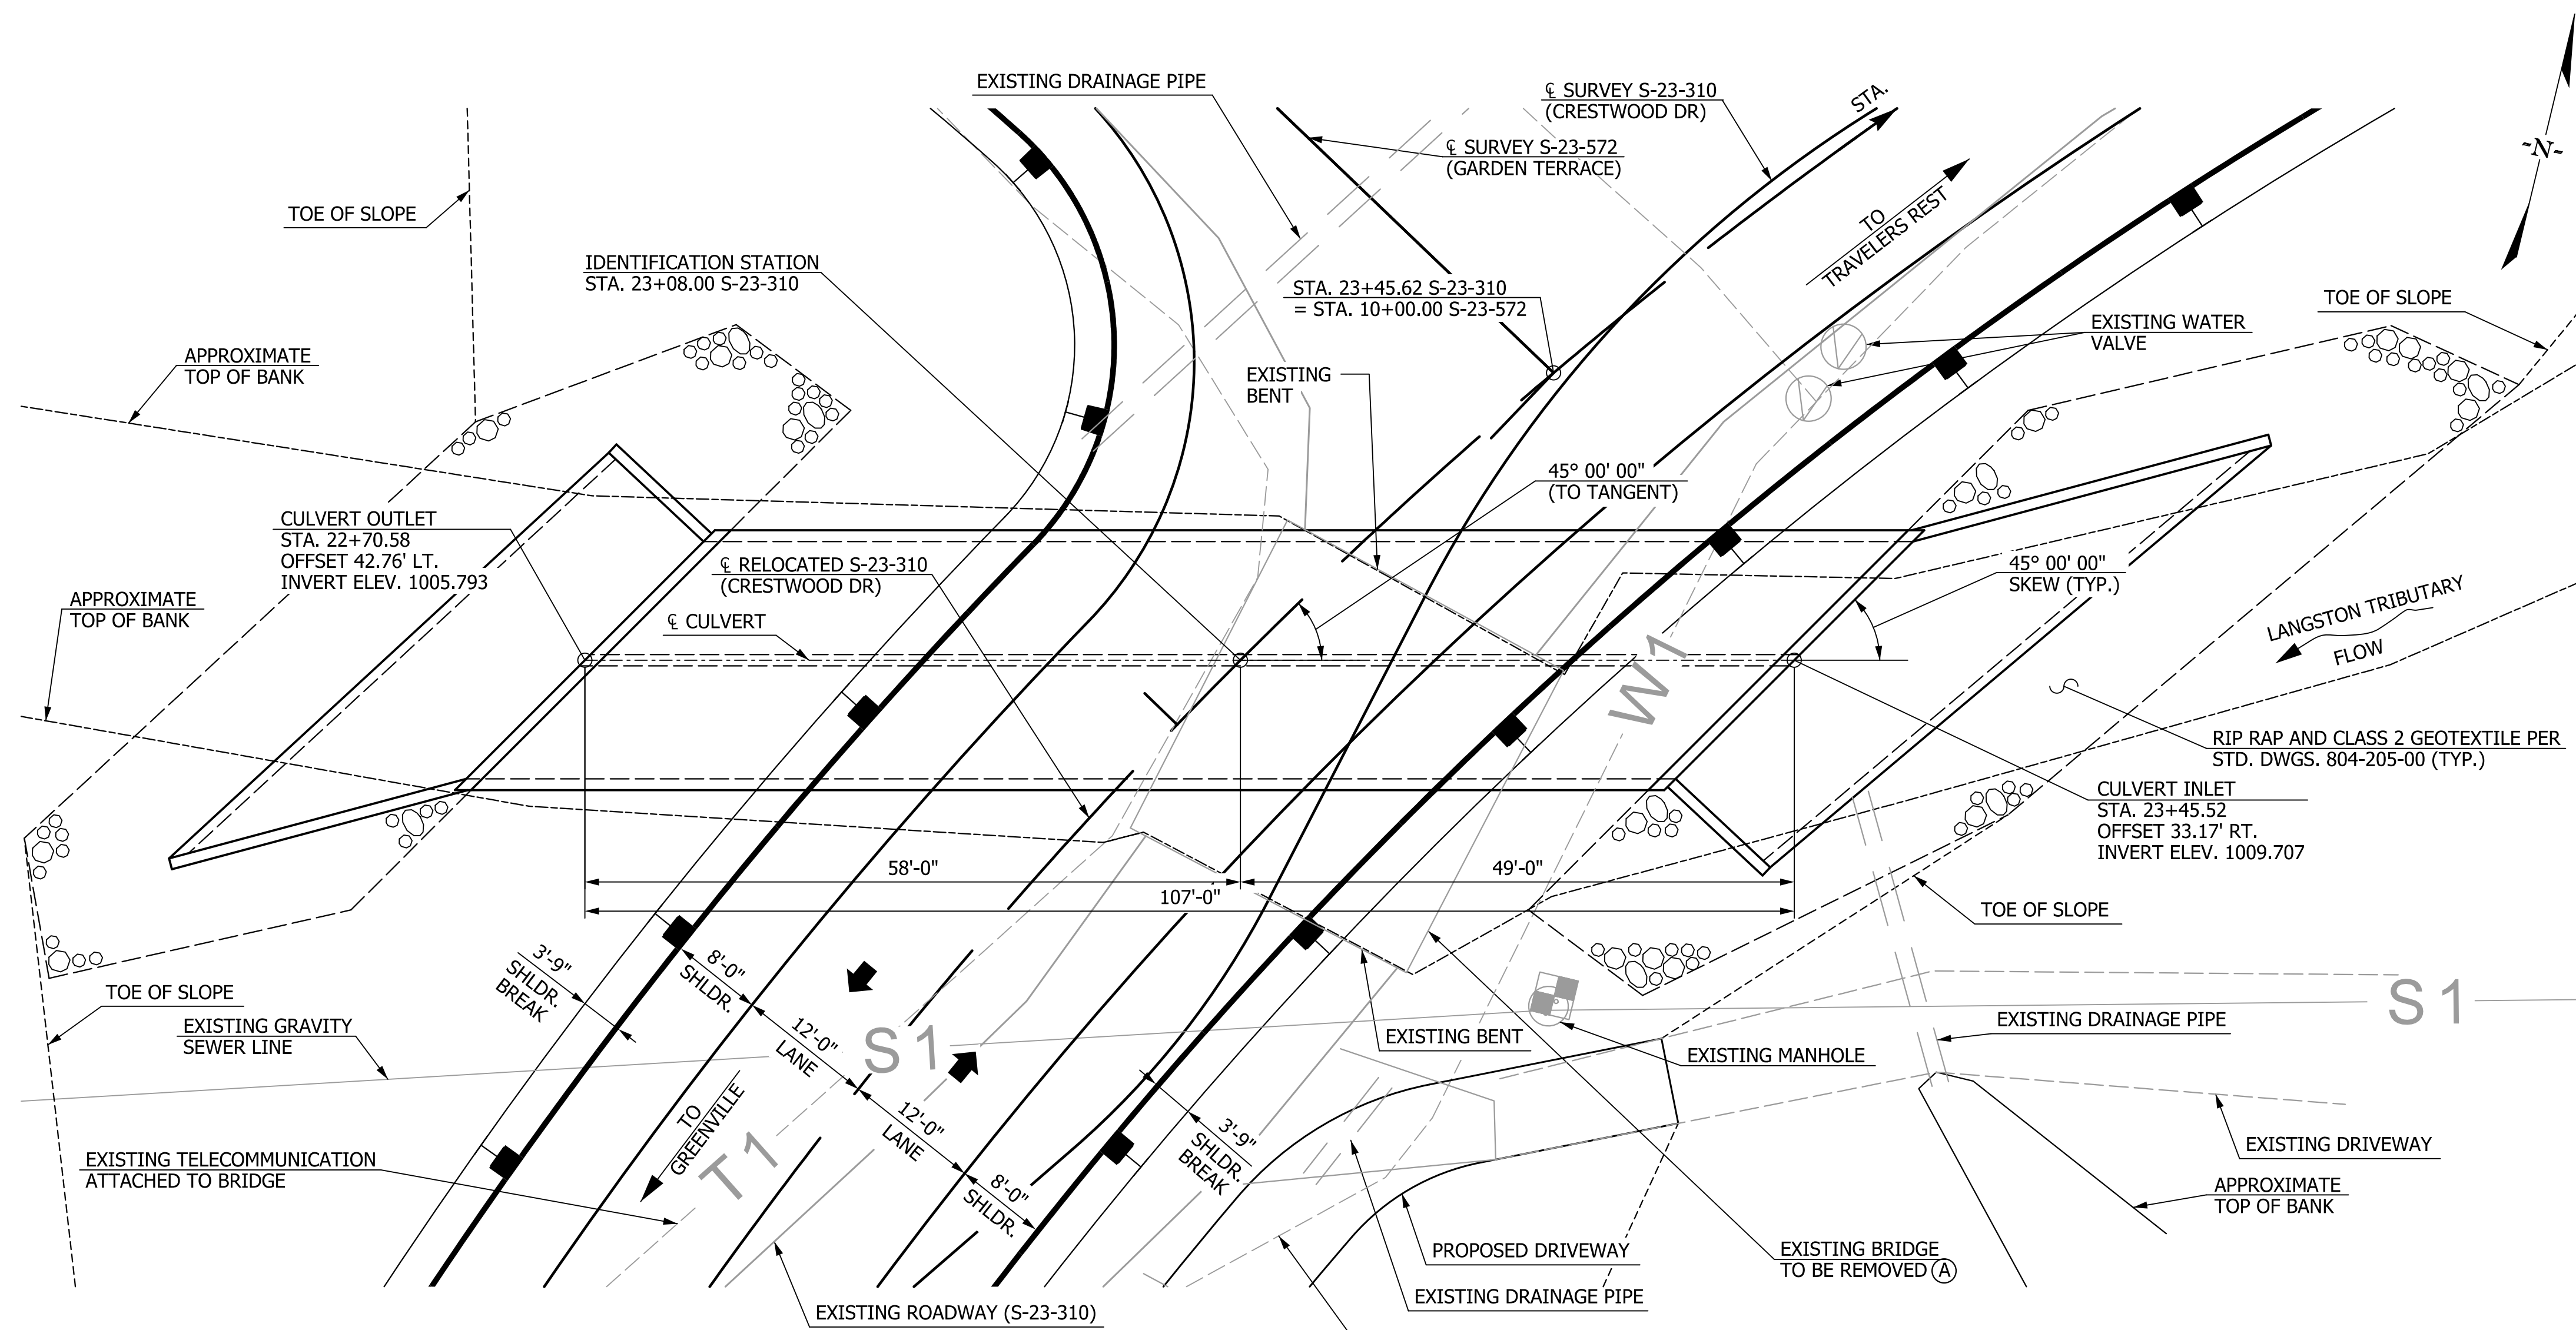 EXISTING DRAINAGE PIPE
℄ SURVEY S-23-310
(CRESTWOOD DR)
STA.
℄ SURVEY S-23-572
(GARDEN TERRACE)
-N-
TOE OF SLOPE
TO
TRAVELERS REST
IDENTIFICATION STATION
STA. 23+08.00 S-23-310
STA. 23+45.62 S-23-310
= STA. 10+00.00 S-23-572
TOE OF SLOPE
EXISTING WATER
VALVE
APPROXIMATE
TOP OF BANK
EXISTING
BENT
45° 00' 00"
(TO TANGENT)
CULVERT OUTLET
STA. 22+70.58
OFFSET 42.76' LT.
INVERT ELEV. 1005.793
℄ RELOCATED S-23-310
(CRESTWOOD DR)
45° 00' 00"
SKEW (TYP.)
APPROXIMATE
TOP OF BANK
℄ CULVERT
LANGSTON TRIBUTARY
FLOW
W 1
RIP RAP AND CLASS 2 GEOTEXTILE PER
STD. DWGS. 804-205-00 (TYP.)
CULVERT INLET
STA. 23+45.52
OFFSET 33.17' RT.
INVERT ELEV. 1009.707
58'-0"
49'-0"
107'-0"
TOE OF SLOPE
3'-9"
SHLDR.
BREAK
8'-0"
SHLDR.
TOE OF SLOPE
EXISTING GRAVITY
SEWER LINE
12'-0"
LANE
S 1
S 1
EXISTING BENT
EXISTING MANHOLE
EXISTING DRAINAGE PIPE
TO
GREENVILLE
12'-0"
LANE
3'-9"
SHLDR.
BREAK
T 1
8'-0"
SHLDR.
EXISTING TELECOMMUNICATION
ATTACHED TO BRIDGE
EXISTING DRIVEWAY
APPROXIMATE
TOP OF BANK
PROPOSED DRIVEWAY
EXISTING BRIDGE
TO BE REMOVED A
EXISTING DRAINAGE PIPE
EXISTING ROADWAY (S-23-310)